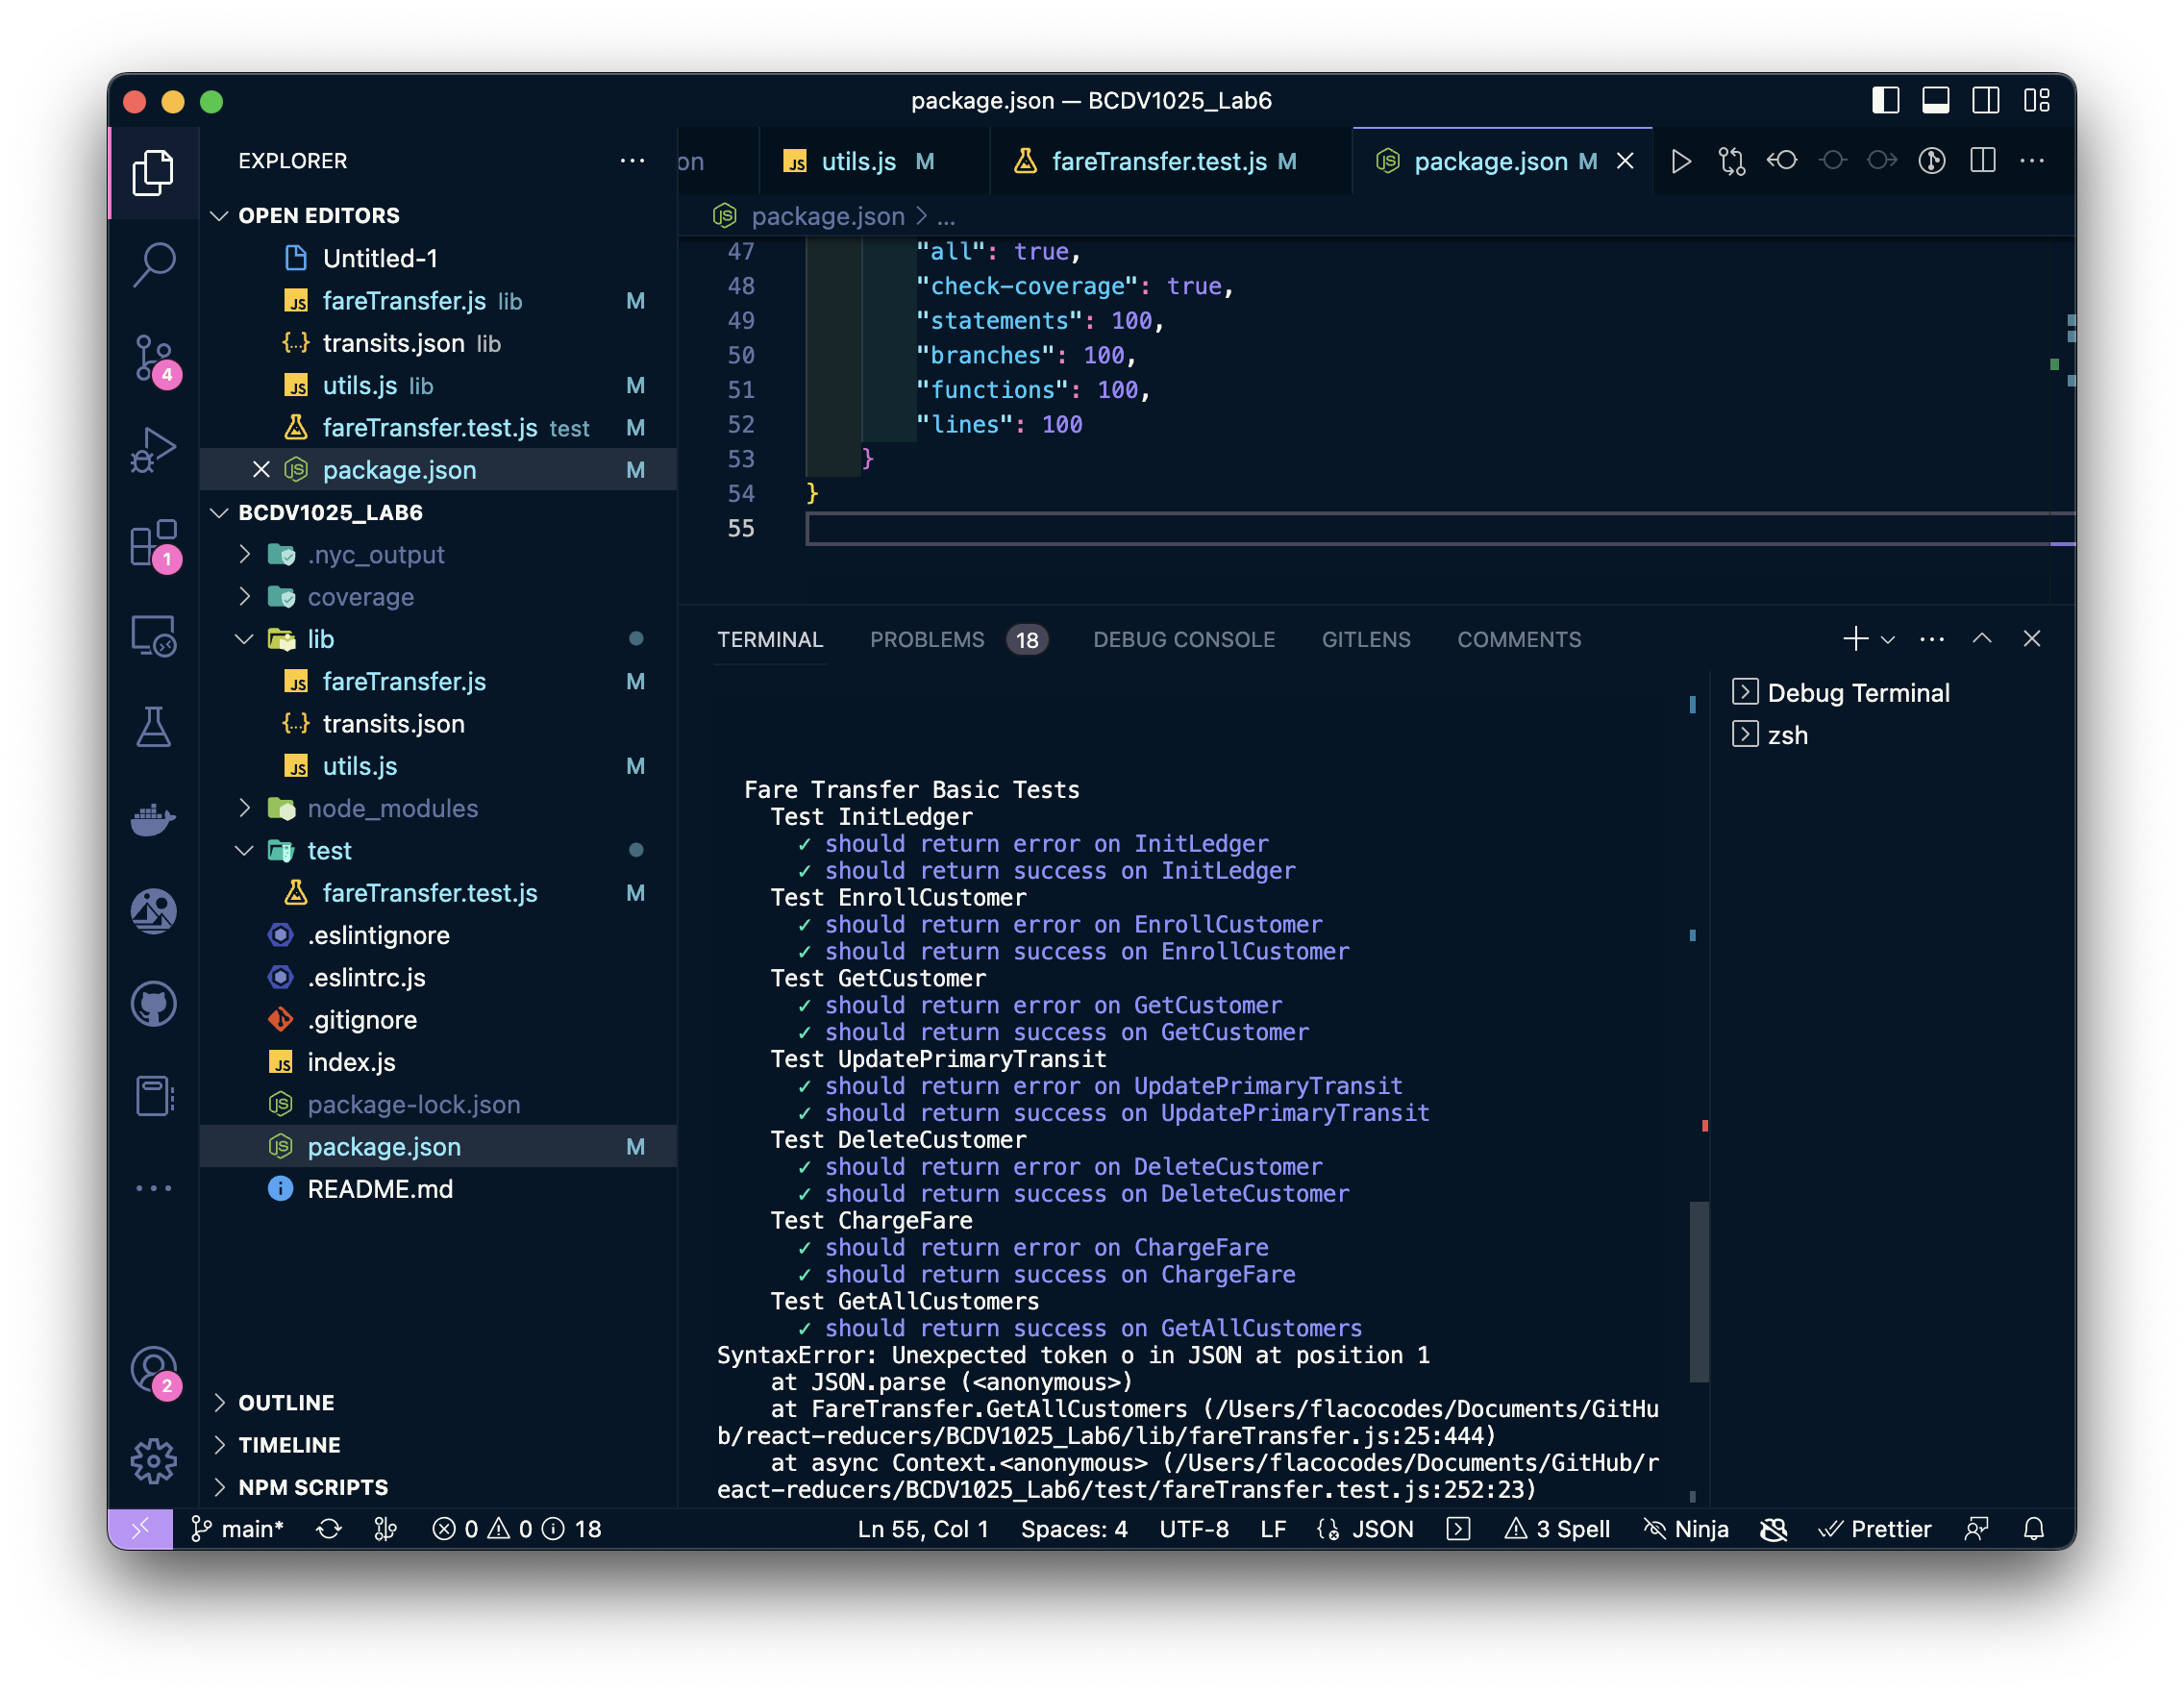 package.json — BCDV1025_Lab6
EXPLORER
OPEN EDITORS
Untitled-1
fareTransfer.js lib M
transits.json lib
utils.js lib M
fareTransfer.test.js test M
package.json M
BCDV1025_LAB6
.nyc_output
coverage
lib
fareTransfer.js M
transits.json
utils.js M
node_modules
test
fareTransfer.test.js M
.eslintignore
.eslintrc.js
.gitignore
index.js
package-lock.json
package.json M
README.md
OUTLINE
TIMELINE
NPM SCRIPTS
4
1
2
on
utils.js M
fareTransfer.test.js M
package.json M
package.json > ...
47 "all": true,
48 "check-coverage": true,
49 "statements": 100,
50 "branches": 100,
51 "functions": 100,
52 "lines": 100
53 }
54 }
55
TERMINAL PROBLEMS 18 DEBUG CONSOLE GITLENS COMMENTS
Debug Terminal
zsh
Fare Transfer Basic Tests
Test InitLedger
✓ should return error on InitLedger
✓ should return success on InitLedger
Test EnrollCustomer
✓ should return error on EnrollCustomer
✓ should return success on EnrollCustomer
Test GetCustomer
✓ should return error on GetCustomer
✓ should return success on GetCustomer
Test UpdatePrimaryTransit
✓ should return error on UpdatePrimaryTransit
✓ should return success on UpdatePrimaryTransit
Test DeleteCustomer
✓ should return error on DeleteCustomer
✓ should return success on DeleteCustomer
Test ChargeFare
✓ should return error on ChargeFare
✓ should return success on ChargeFare
Test GetAllCustomers
✓ should return success on GetAllCustomers
SyntaxError: Unexpected token o in JSON at position 1
at JSON.parse (<anonymous>)
at FareTransfer.GetAllCustomers (/Users/flacocodes/Documents/GitHu
b/react-reducers/BCDV1025_Lab6/lib/fareTransfer.js:25:444)
at async Context.<anonymous> (/Users/flacocodes/Documents/GitHub/r
eact-reducers/BCDV1025_Lab6/test/fareTransfer.test.js:252:23)
main* 0 0 18 Ln 55, Col 1 Spaces: 4 UTF-8 LF JSON 3 Spell Ninja Prettier